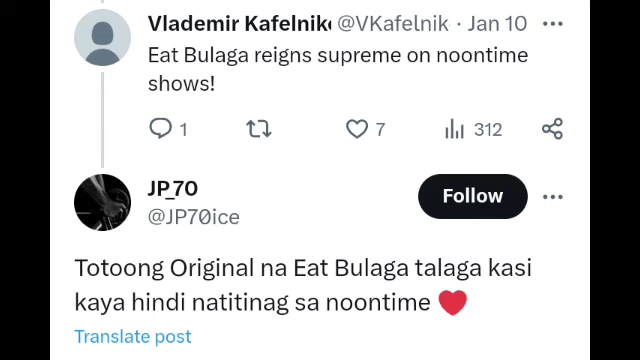 Vlademir Kafelnik @VKafelnik · Jan 10
Eat Bulaga reigns supreme on noontime
shows!
1
7
312
JP_70
@JP70ice
Follow
Totoong Original na Eat Bulaga talaga kasi
kaya hindi natitinag sa noontime ❤️
Translate post